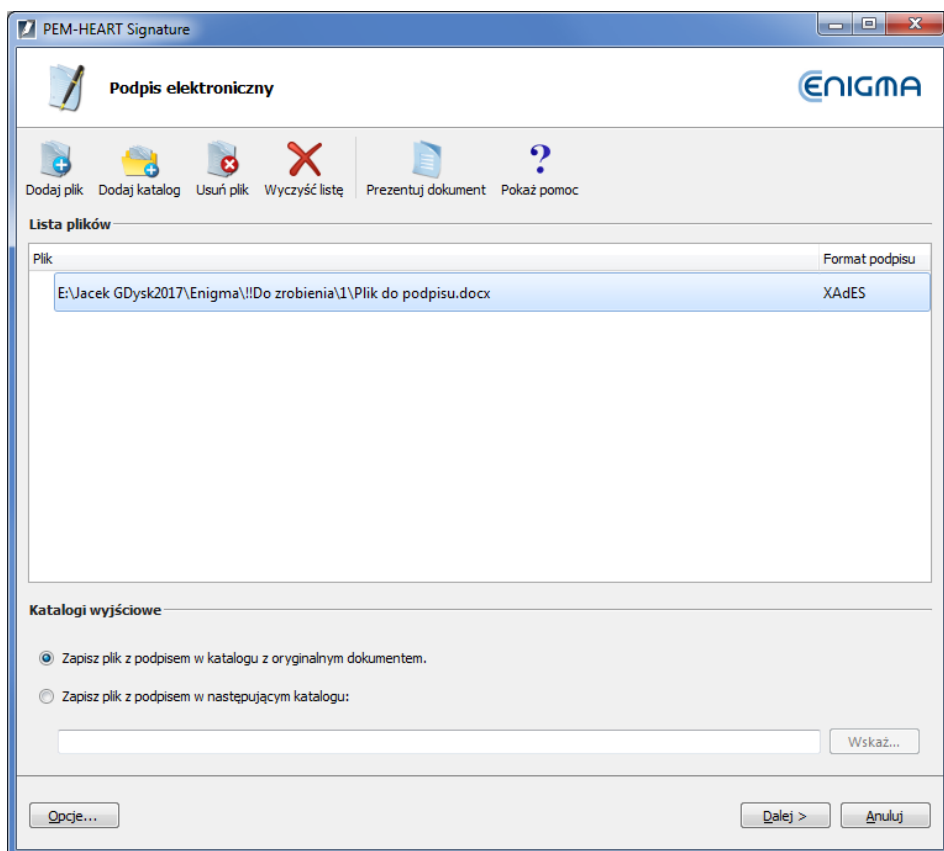 PEM-HEART Signature
Podpis elektroniczny
ENIGMA
Dodaj plik Dodaj katalog Usuń plik Wyczyść listę Prezentuj dokument Pokaż pomoc
Lista plików
Plik Format podpisu
E:\Jacek GDysk2017\Enigma\!!Do zrobienia\1\Plik do podpisu.docx XAdES
Katalogi wyjściowe
Zapisz plik z podpisem w katalogu z oryginalnym dokumentem.
Zapisz plik z podpisem w następującym katalogu:
Wskaż...
Opcje... Dalej > Anuluj